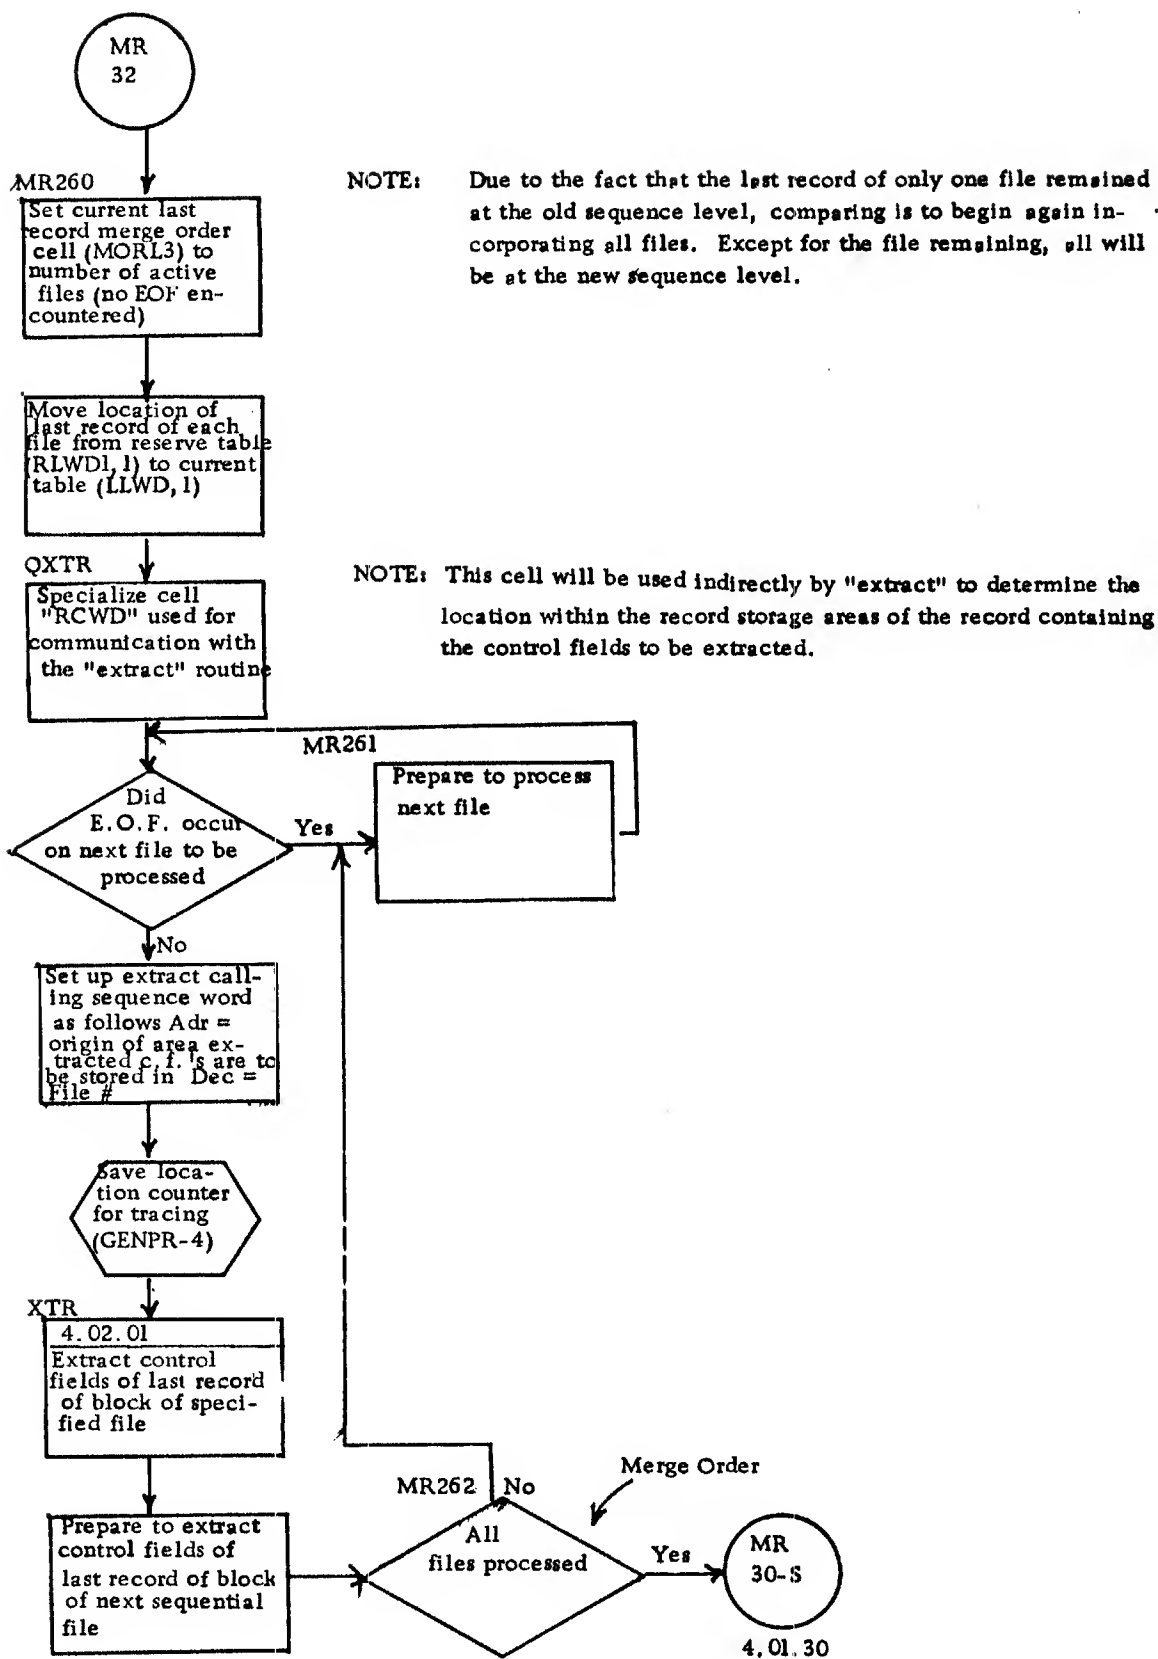 MR
32
MR260
Set current last
record merge order
cell (MORL3) to
number of active
files (no EOF en-
countered)
NOTE: Due to the fact that the last record of only one file remained
at the old sequence level, comparing is to begin again in-
corporating all files. Except for the file remaining, all will
be at the new sequence level.
Move location of
last record of each
file from reserve table
(RLWD1, 1) to current
table (LLWD, 1)
QXTR
Specialize cell
"RCWD" used for
communication with
the "extract" routine
NOTE: This cell will be used indirectly by "extract" to determine the
location within the record storage areas of the record containing
the control fields to be extracted.
MR261
Prepare to process
next file
Did
E.O.F. occur
on next file to be
processed
Yes
No
Set up extract call-
ing sequence word
as follows Adr =
origin of area ex-
tracted c.f.'s are to
be stored in Dec =
File #
Save loca-
tion counter
for tracing
(GENPR-4)
XTR
4.02.01
Extract control
fields of last record
of block of speci-
fied file
Prepare to extract
control fields of
last record of block
of next sequential
file
MR262 No
Merge Order
All
files processed
Yes
MR
30-S
4.01.30